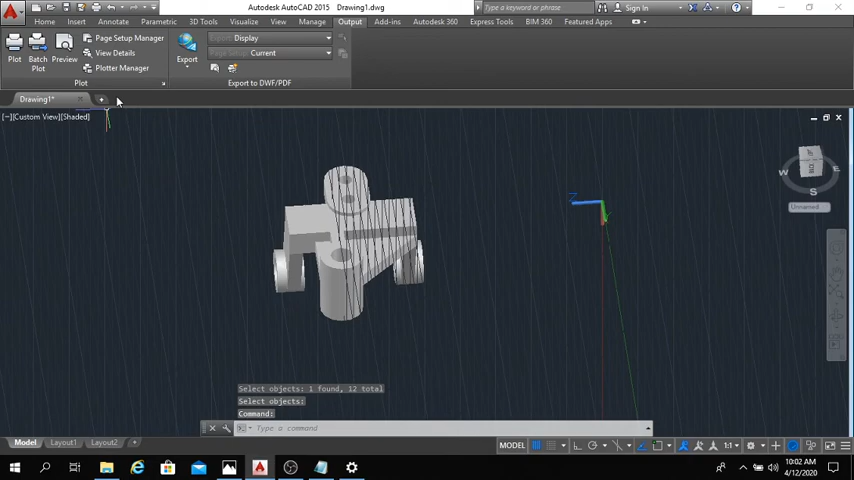 Autodesk AutoCAD 2015 Drawing1.dwg
Type a keyword or phrase
Sign In
Home Insert Annotate Parametric 3D Tools Visualize View Manage Output Add-ins Autodesk 360 Express Tools BIM 360 Featured Apps
Plot
Batch
Plot
Preview
Page Setup Manager
View Details
Plotter Manager
Export
Export: Display
Page Setup: Current
Plot
Export to DWF/PDF
Drawing1*
[−][Custom View][Shaded]
W
E
S
Unnamed
Z
Y
Select objects: 1 found, 12 total
Select objects:
Command:
Type a command
Model Layout1 Layout2 +
MODEL
1:1
10:02 AM
4/12/2020